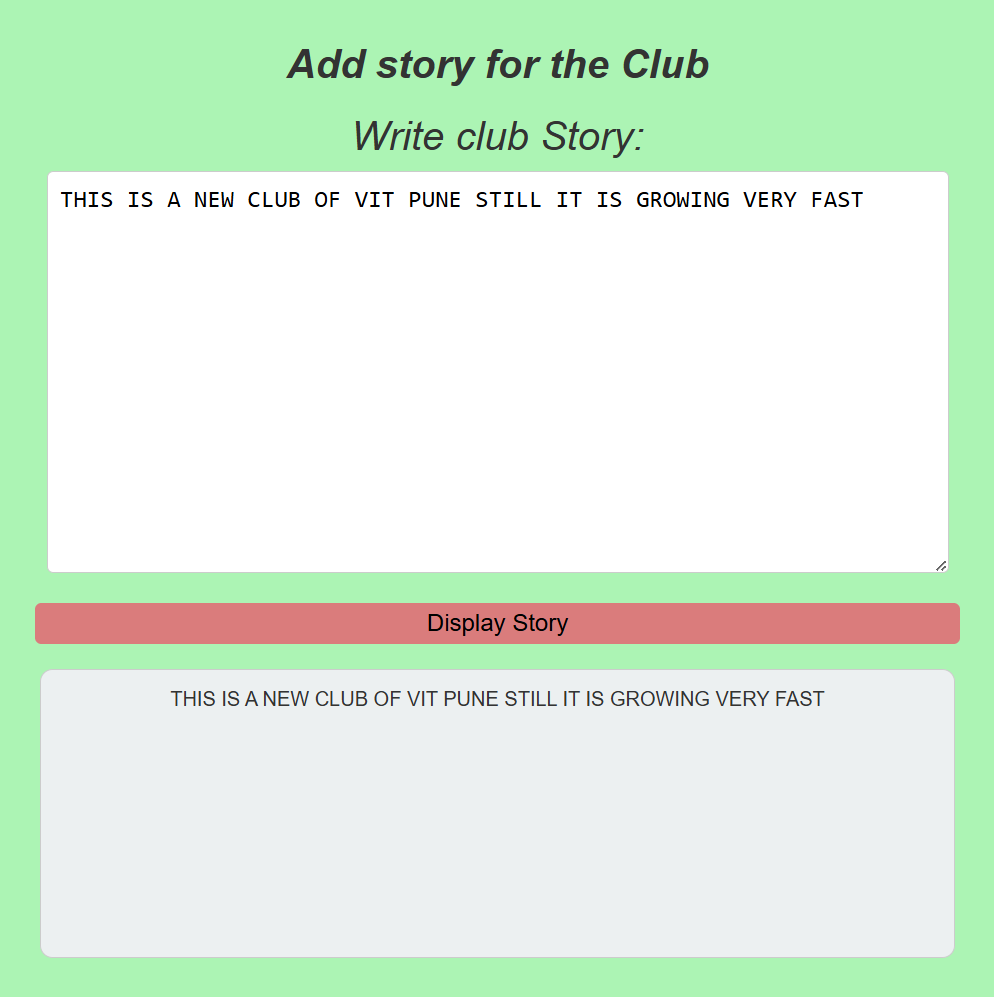 Add story for the Club
Write club Story:
THIS IS A NEW CLUB OF VIT PUNE STILL IT IS GROWING VERY FAST
Display Story
THIS IS A NEW CLUB OF VIT PUNE STILL IT IS GROWING VERY FAST